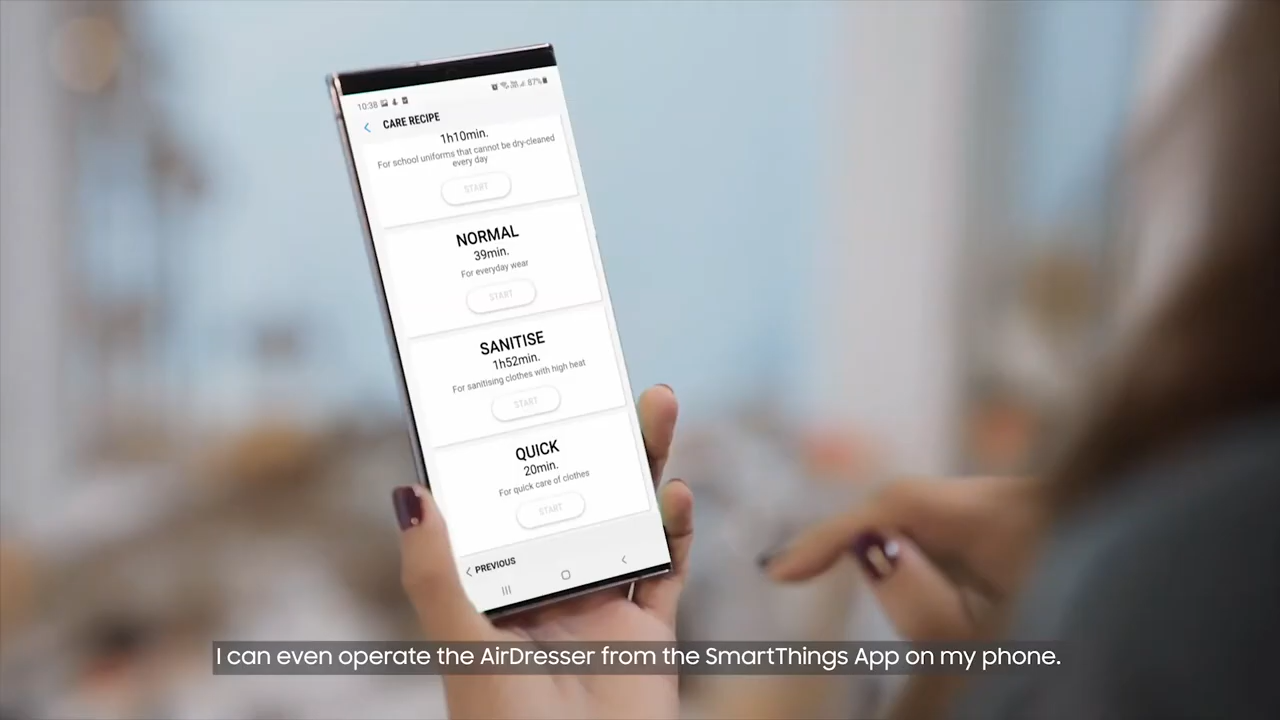 10:38
87%
CARE RECIPE
1h10min.
For school uniforms that cannot be dry-cleaned
every day
START
NORMAL
39min.
For everyday wear
START
SANITISE
1h52min.
For sanitising clothes with high heat
START
QUICK
20min.
For quick care of clothes
START
PREVIOUS
I can even operate the AirDresser from the SmartThings App on my phone.